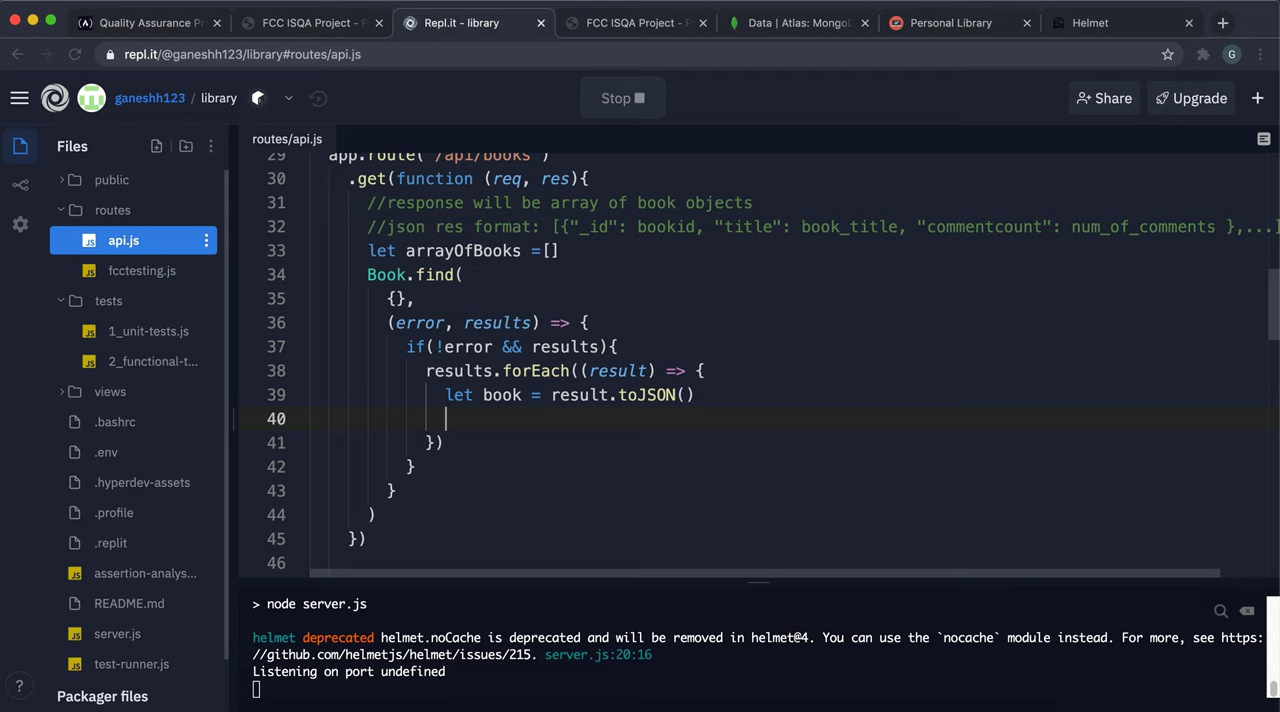 Quality Assurance Pr
FCC ISQA Project -
Repl.it - library
FCC ISQA Project - F
Data | Atlas: MongoD
Personal Library
Helmet
repl.it/@ganeshh123/library#routes/api.js
G
ganeshh123 / library
Stop
Share
Upgrade
Files
routes/api.js
public
routes
api.js
fcctesting.js
tests
1_unit-tests.js
2_functional-t...
views
.bashrc
.env
.hyperdev-assets
.profile
.replit
assertion-analys...
README.md
server.js
test-runner.js
Packager files
29 app.route('/api/books')
30 .get(function (req, res){
31 //response will be array of book objects
32 //json res format: [{"_id": bookid, "title": book_title, "commentcount": num_of_comments },...]
33 let arrayOfBooks =[]
34 Book.find(
35 {},
36 (error, results) => {
37 if(!error && results){
38 results.forEach((result) => {
39 let book = result.toJSON()
40
41 })
42 }
43 }
44 )
45 })
46
> node server.js
helmet deprecated helmet.noCache is deprecated and will be removed in helmet@4. You can use the `nocache` module instead. For more, see https:
//github.com/helmetjs/helmet/issues/215. server.js:20:16
Listening on port undefined